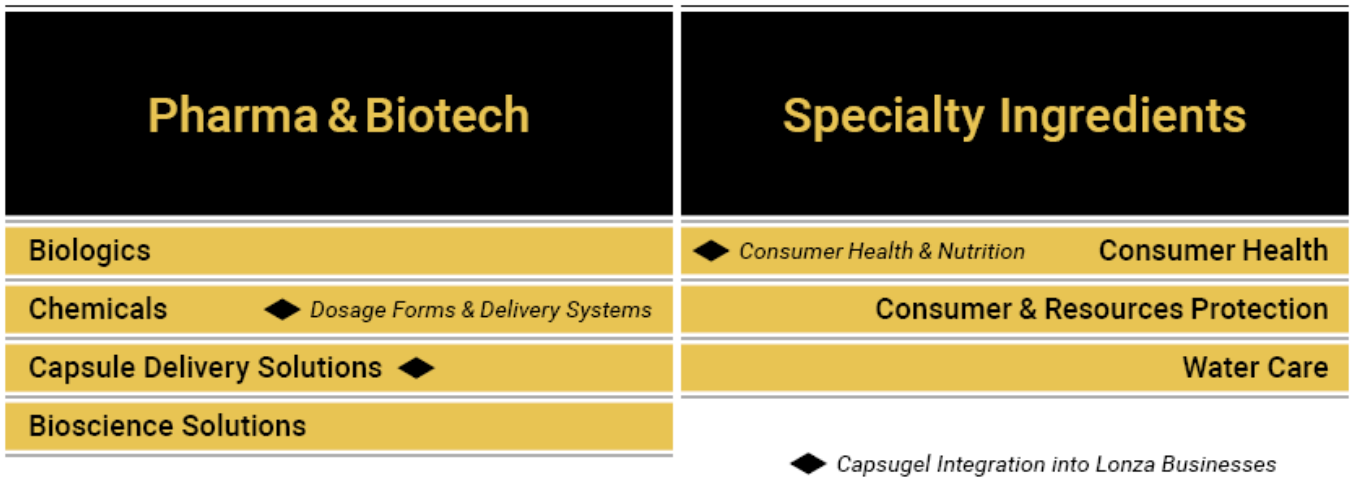 Pharma & Biotech
Biologics
Chemicals Dosage Forms & Delivery Systems
Capsule Delivery Solutions
Bioscience Solutions
Specialty Ingredients
Consumer Health & Nutrition Consumer Health
Consumer & Resources Protection
Water Care
Capsugel Integration into Lonza Businesses